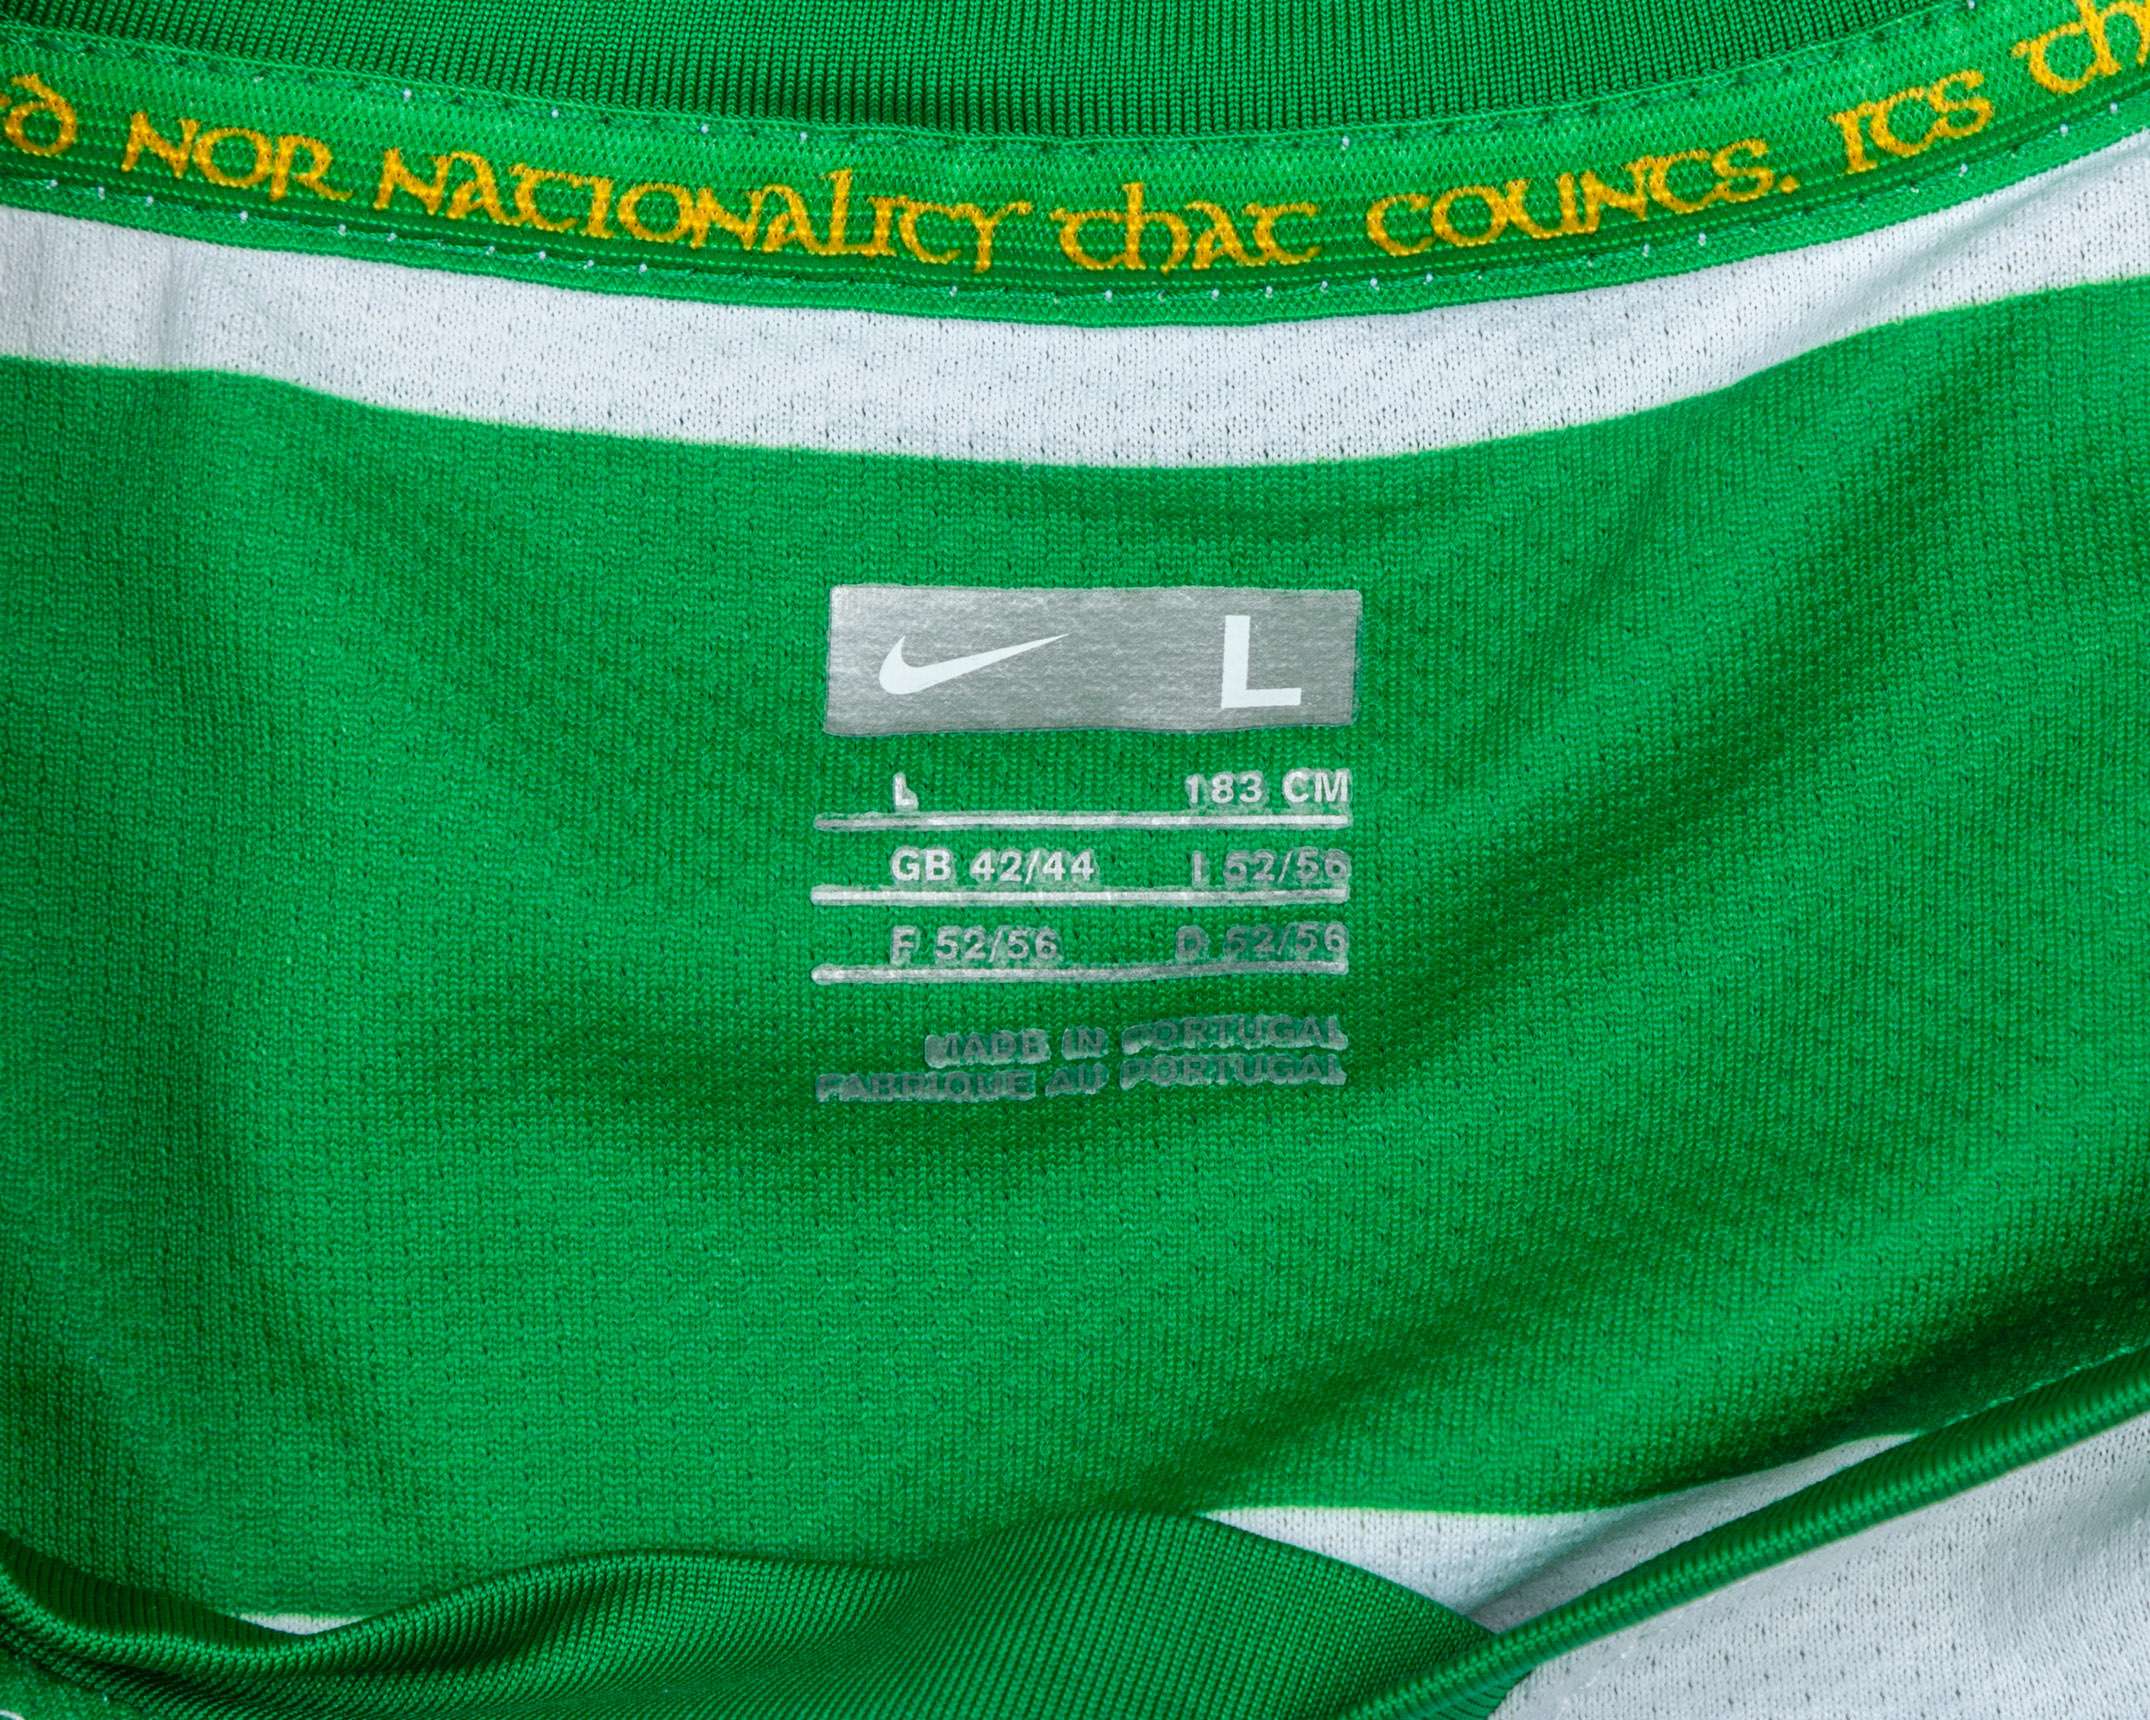 D NOR NATIONALITY THAT COUNTS. ITS TH
L
L 183 CM
GB 42/44 I 52/56
F 52/56 D 52/56
MADE IN PORTUGAL
FABRIQUE AU PORTUGAL